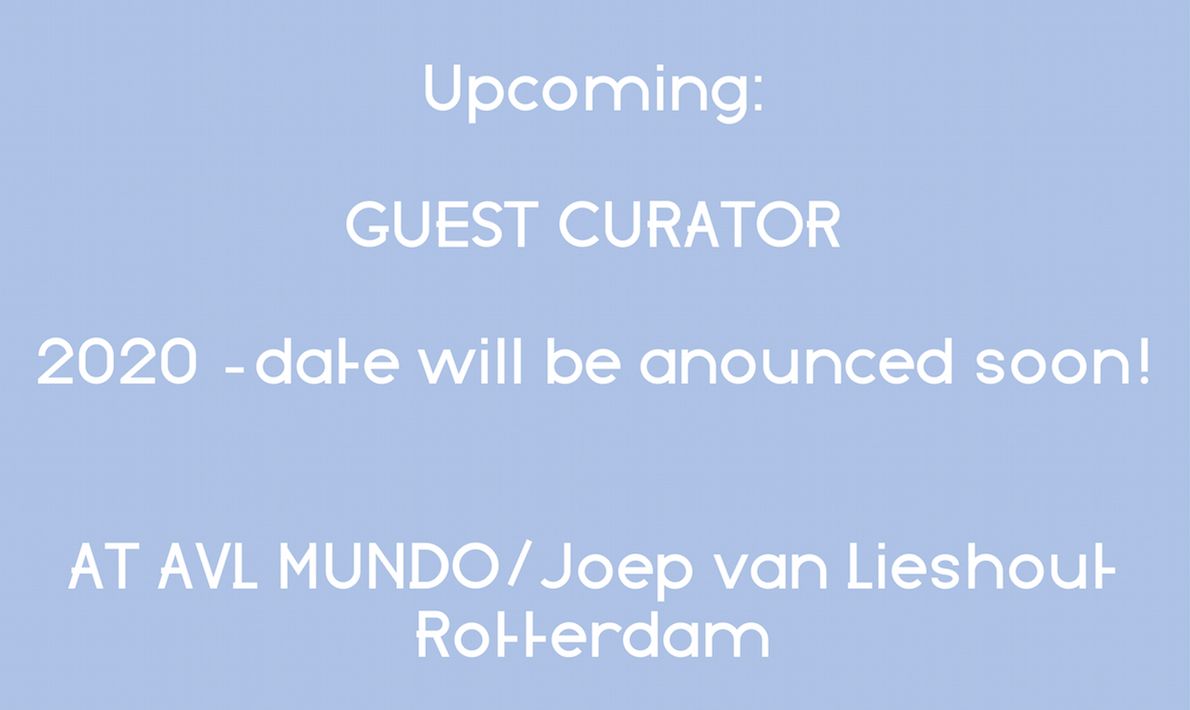 Upcoming:
GUEST CURATOR
2020 -date will be anounced soon!
AT AVL MUNDO/Joep van Lieshout
Rotterdam